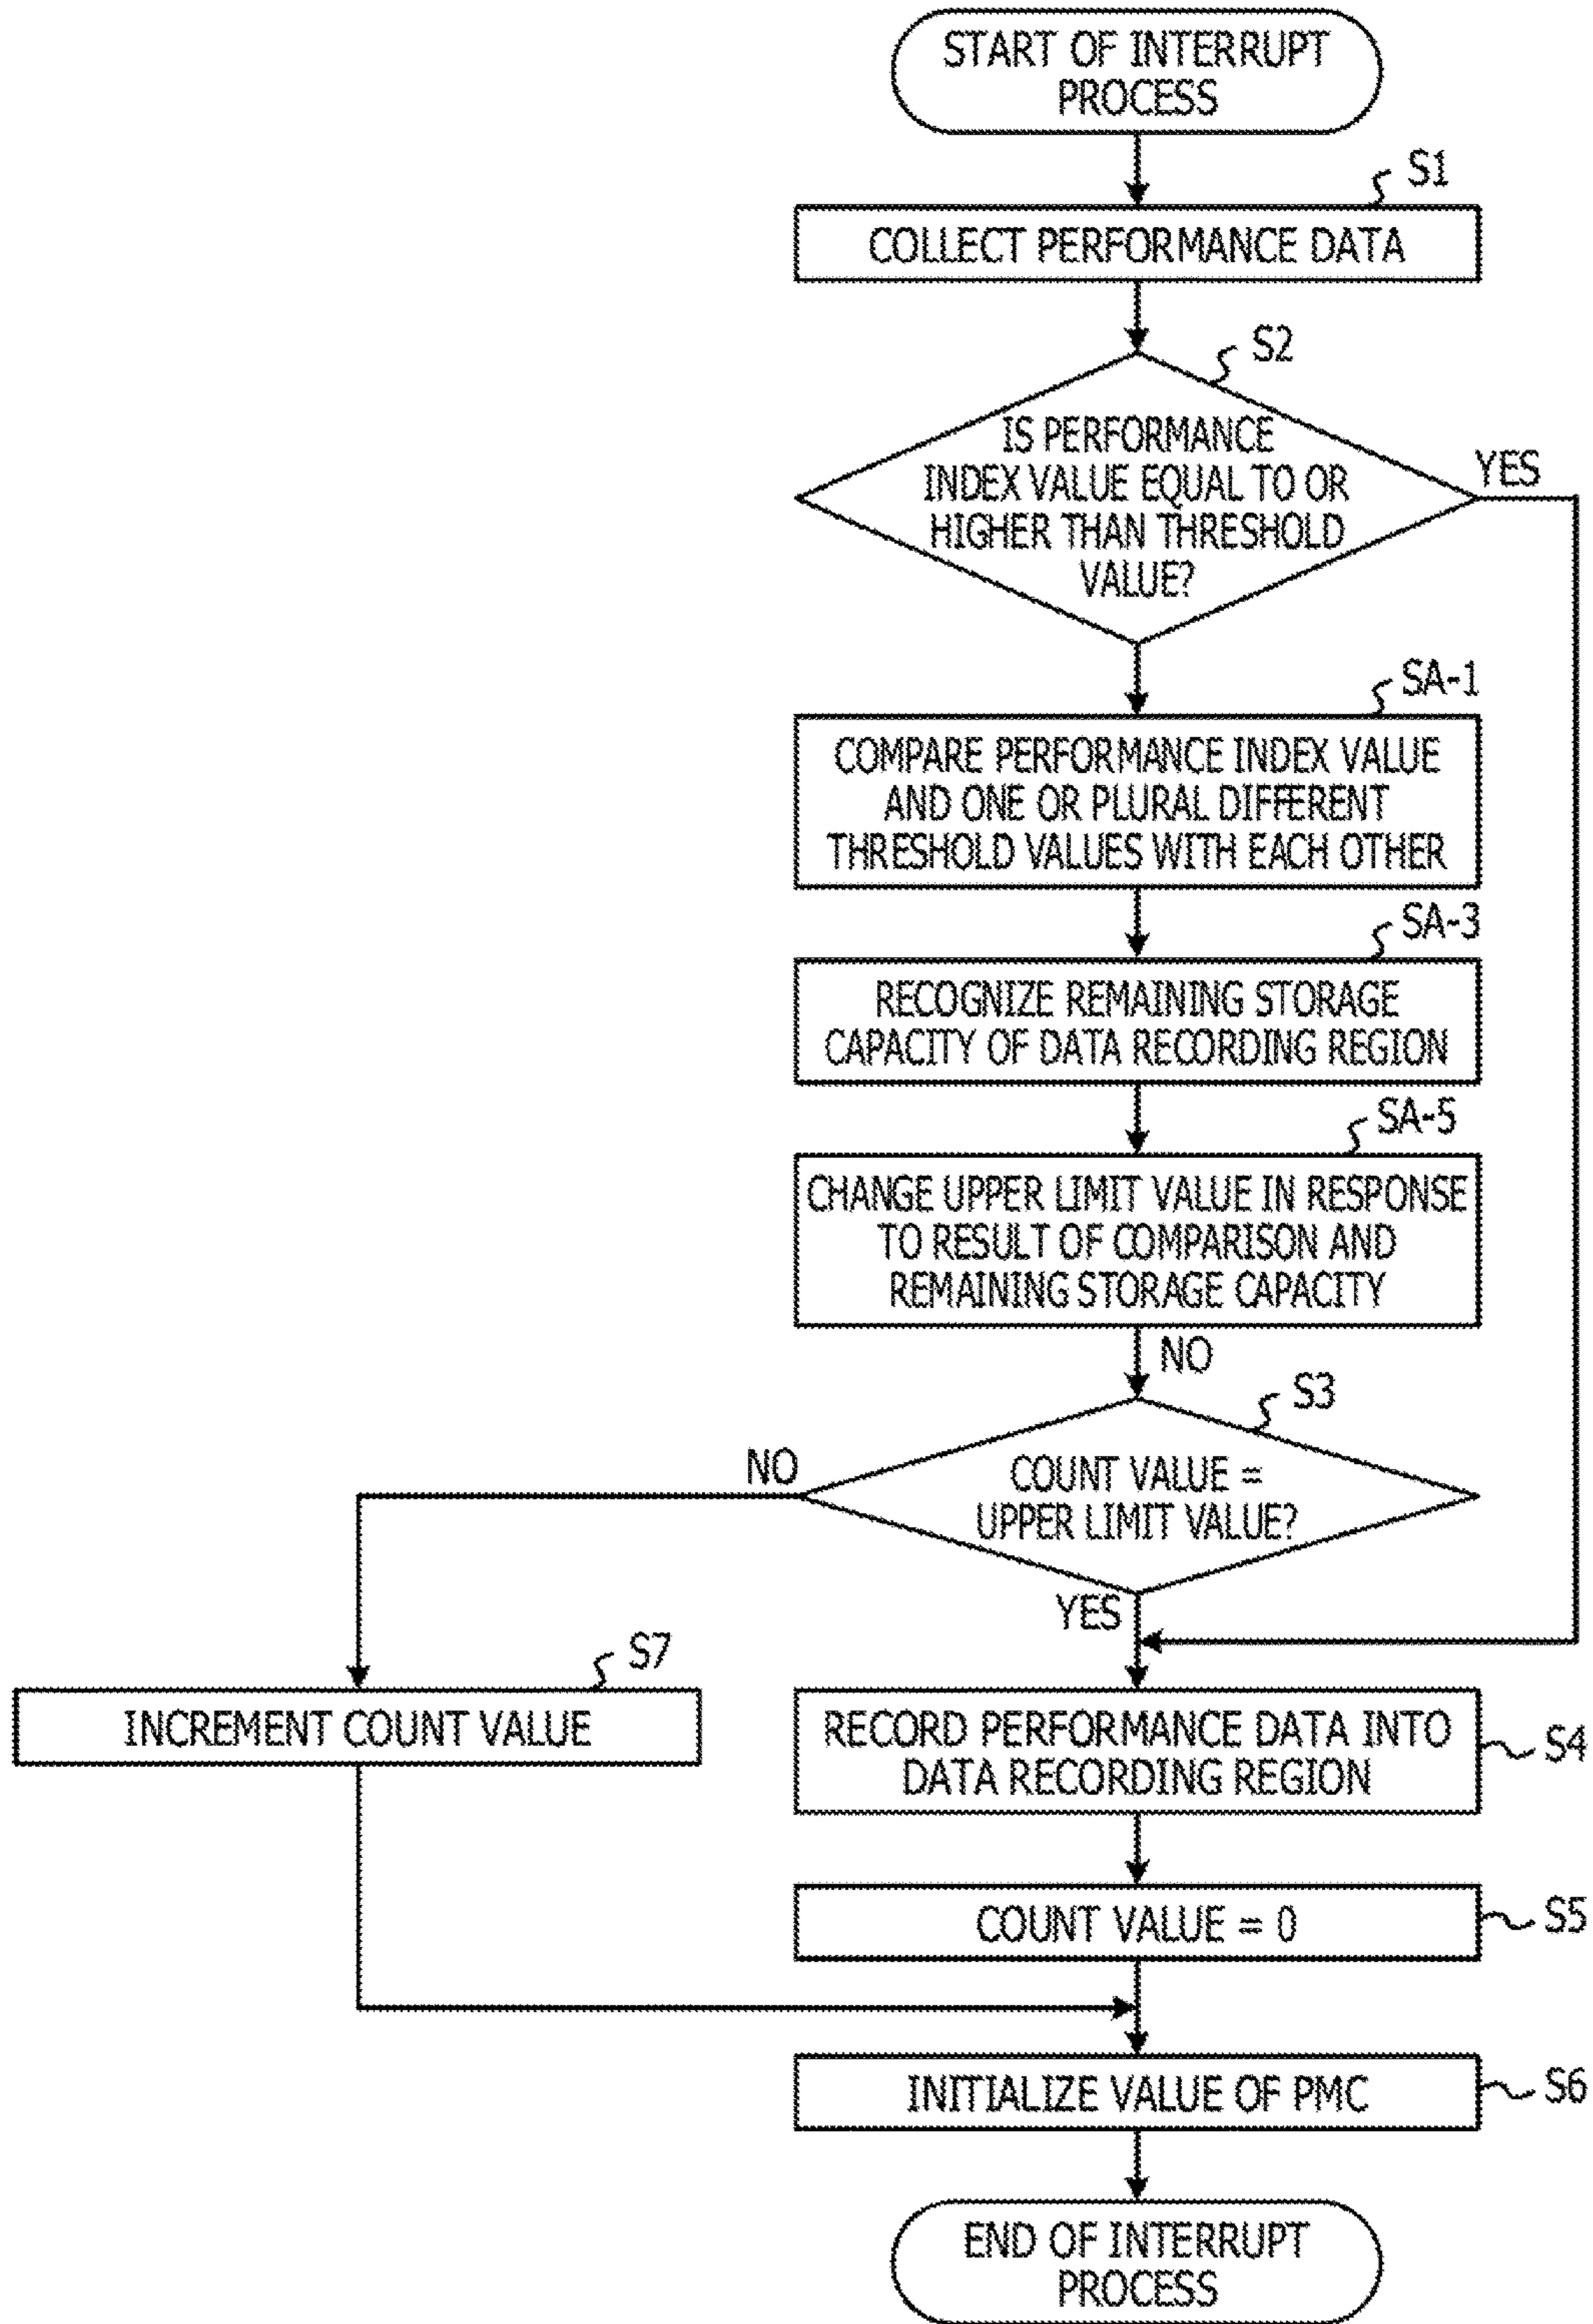 START OF INTERRUPT
PROCESS
S1
COLLECT PERFORMANCE DATA
S2
IS PERFORMANCE
INDEX VALUE EQUAL TO OR
HIGHER THAN THRESHOLD
VALUE?
YES
SA-1
COMPARE PERFORMANCE INDEX VALUE
AND ONE OR PLURAL DIFFERENT
THRESHOLD VALUES WITH EACH OTHER
SA-3
RECOGNIZE REMAINING STORAGE
CAPACITY OF DATA RECORDING REGION
SA-5
CHANGE UPPER LIMIT VALUE IN RESPONSE
TO RESULT OF COMPARISON AND
REMAINING STORAGE CAPACITY
NO
S3
NO
COUNT VALUE =
UPPER LIMIT VALUE?
YES
S7
INCREMENT COUNT VALUE
RECORD PERFORMANCE DATA INTO
DATA RECORDING REGION
S4
COUNT VALUE = 0
S5
INITIALIZE VALUE OF PMC
S6
END OF INTERRUPT
PROCESS